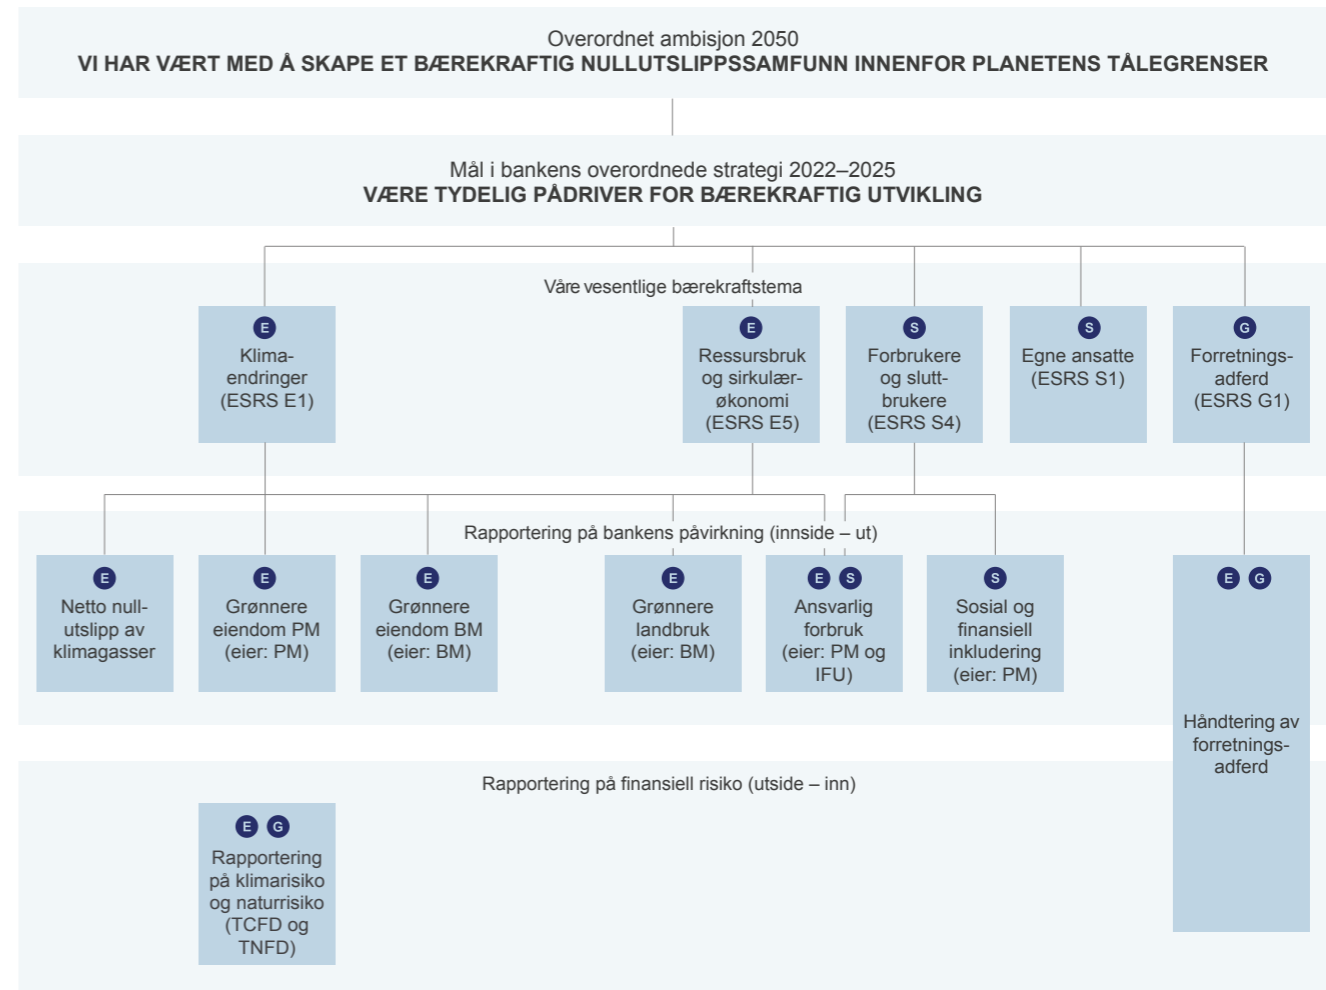 Overordnet ambisjon 2050
VI HAR VÆRT MED Å SKAPE ET BÆREKRAFTIG NULLUTSLIPPSSAMFUNN INNENFOR PLANETENS TÅLEGRENSER
Mål i bankens overordnede strategi 2022–2025
VÆRE TYDELIG PÅDRIVER FOR BÆREKRAFTIG UTVIKLING
Våre vesentlige bærekraftstema
E
Klima-
endringer
(ESRS E1)
E
Ressursbruk
og sirkulær-
økonomi
(ESRS E5)
S
Forbrukere
og slutt-
brukere
(ESRS S4)
S
Egne ansatte
(ESRS S1)
G
Forretnings-
adferd
(ESRS G1)
Rapportering på bankens påvirkning (innside – ut)
E
Netto null-
utslipp av
klimagasser
E
Grønnere
eiendom PM
(eier: PM)
E
Grønnere
eiendom BM
(eier: BM)
E
Grønnere
landbruk
(eier: BM)
E S
Ansvarlig
forbruk
(eier: PM og
IFU)
S
Sosial og
finansiell
inkludering
(eier: PM)
E G
Håndtering av
forretnings-
adferd
Rapportering på finansiell risiko (utside – inn)
E G
Rapportering
på klimarisiko
og naturrisiko
(TCFD og
TNFD)